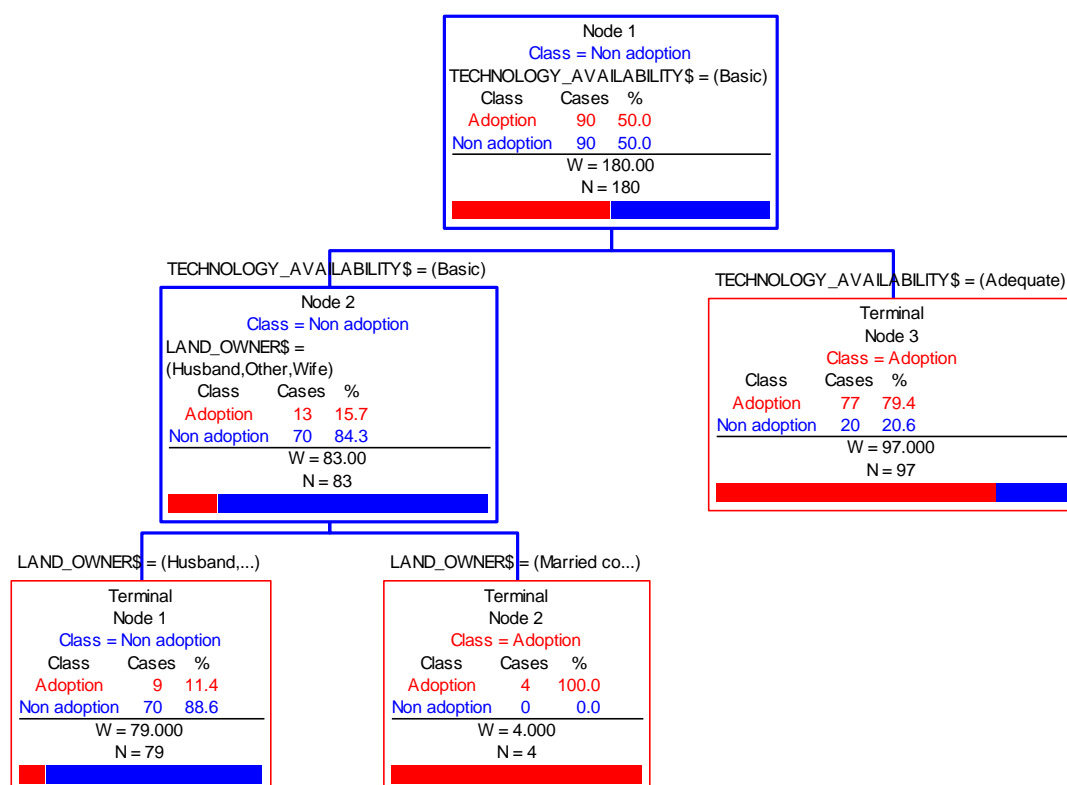 Node 1
Class = Non adoption
TECHNOLOGY_AVAILABILITY$ = (Basic)
Class Cases %
Adoption 90 50.0
Non adoption 90 50.0
W = 180.00
N = 180
TECHNOLOGY_AVAILABILITY$ = (Basic)
Node 2
Class = Non adoption
LAND_OWNER$ =
(Husband,Other,Wife)
Class Cases %
Adoption 13 15.7
Non adoption 70 84.3
W = 83.00
N = 83
TECHNOLOGY_AVAILABILITY$ = (Adequate)
Terminal
Node 3
Class = Adoption
Class Cases %
Adoption 77 79.4
Non adoption 20 20.6
W = 97.000
N = 97
LAND_OWNER$ = (Husband,...)
Terminal
Node 1
Class = Non adoption
Class Cases %
Adoption 9 11.4
Non adoption 70 88.6
W = 79.000
N = 79
LAND_OWNER$ = (Married co...)
Terminal
Node 2
Class = Adoption
Class Cases %
Adoption 4 100.0
Non adoption 0 0.0
W = 4.000
N = 4